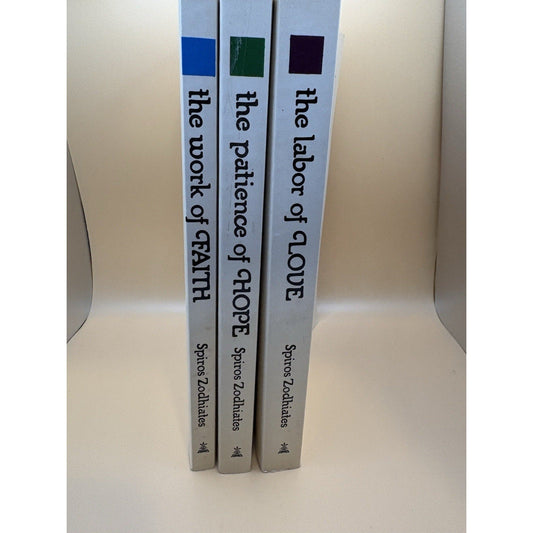 the work of FAITH
Spiros Zodhiates
the patience of HOPE
Spiros Zodhiates
the labor of LOVE
Spiros Zodhiates